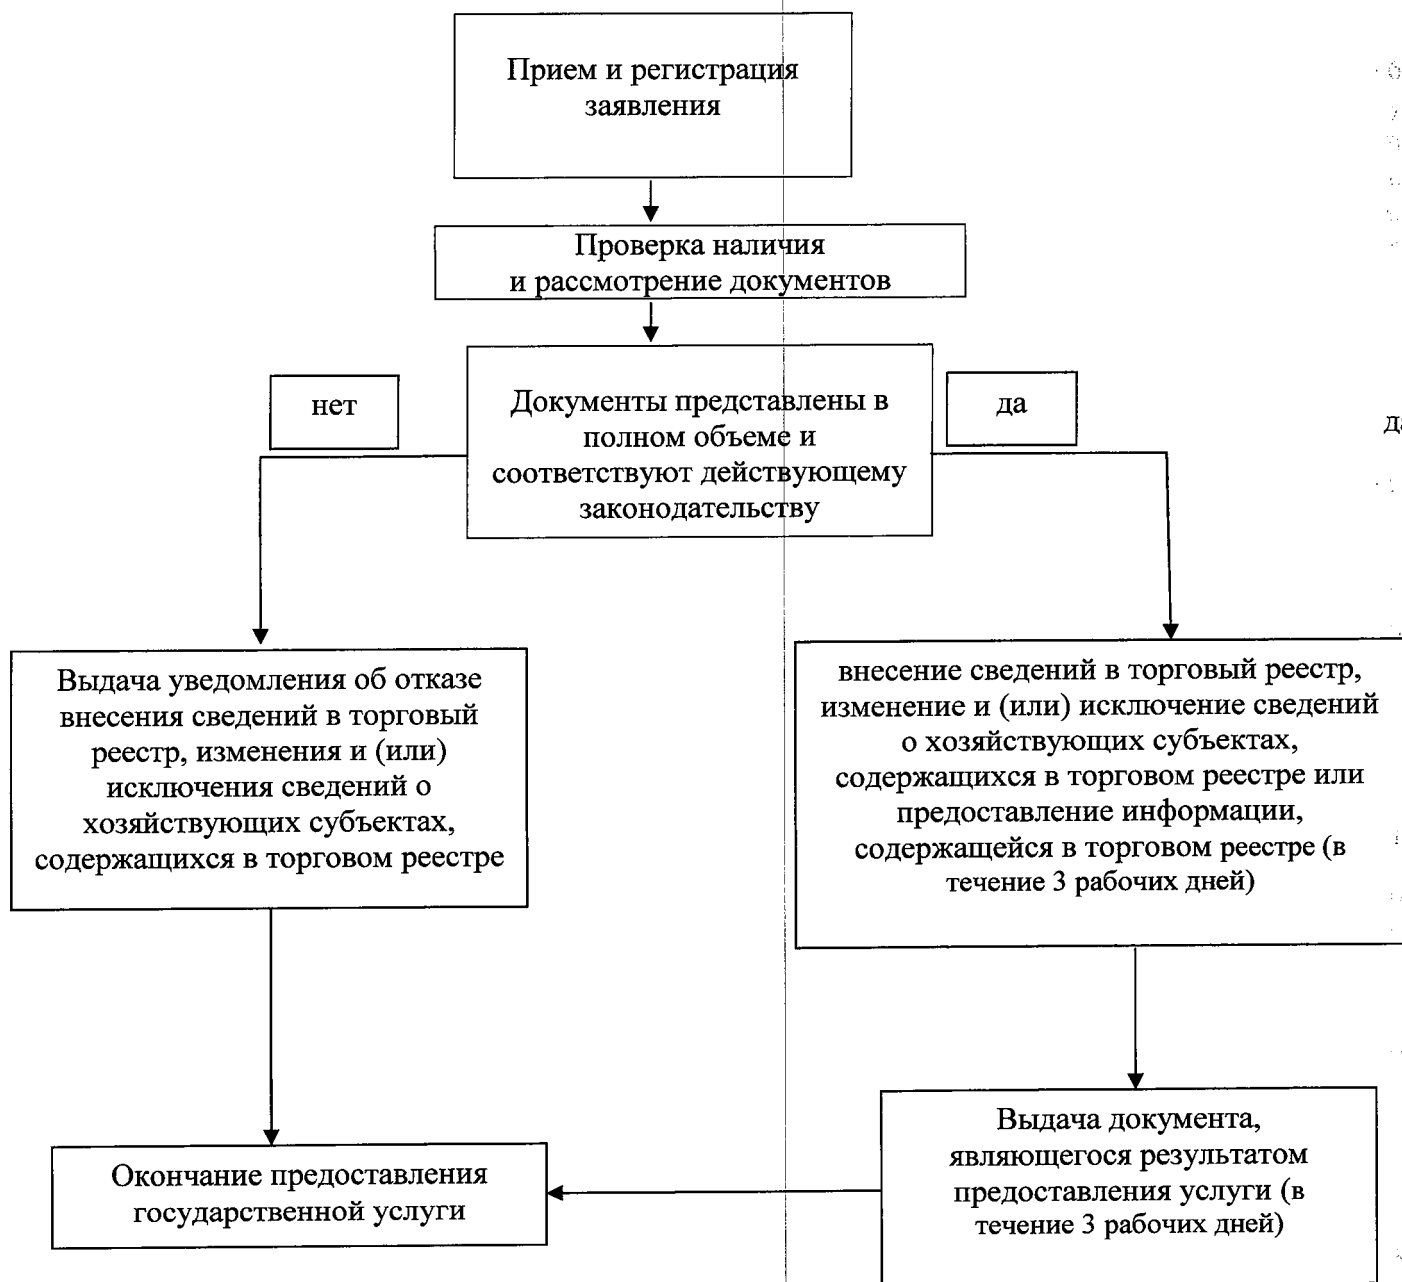 Прием и регистрация
заявления
Проверка наличия
и рассмотрение документов
Документы представлены в
полном объеме и
соответствуют действующему
законодательству
нет
да
Выдача уведомления об отказе
внесения сведений в торговый
реестр, изменения и (или)
исключения сведений о
хозяйствующих субъектах,
содержащихся в торговом реестре
внесение сведений в торговый реестр,
изменение и (или) исключение сведений
о хозяйствующих субъектах,
содержащихся в торговом реестре или
предоставление информации,
содержащейся в торговом реестре (в
течение 3 рабочих дней)
Выдача документа,
являющегося результатом
предоставления услуги (в
течение 3 рабочих дней)
Окончание предоставления
государственной услуги